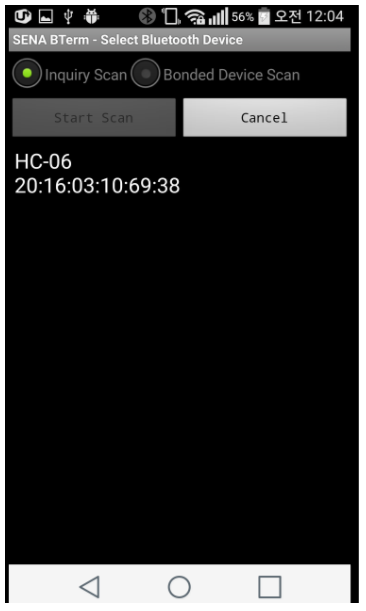 56% 오전 12:04
SENA BTerm - Select Bluetooth Device
Inquiry Scan Bonded Device Scan
Start Scan Cancel
HC-06
20:16:03:10:69:38